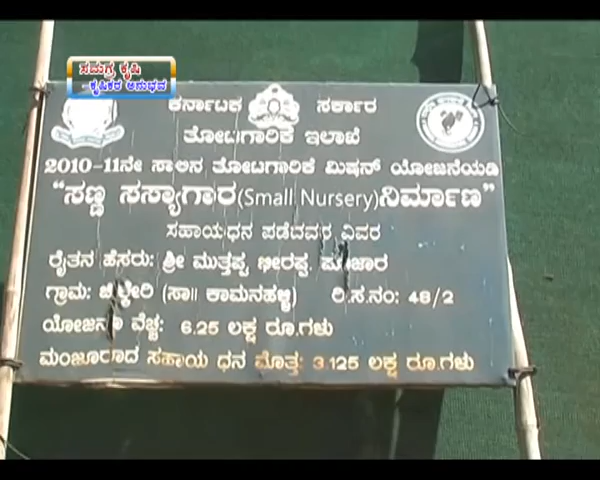 ಸಮಗ್ರ ಕೃಷಿ
ಕೃಷಿಕರ ಅನುಭವ
ಕರ್ನಾಟಕ ಸರ್ಕಾರ
ತೋಟಗಾರಿಕೆ ಇಲಾಖೆ
2010-11ನೇ ಸಾಲಿನ ತೋಟಗಾರಿಕೆ ಮಿಷನ್ ಯೋಜನೆಯಡಿ
"ಸಣ್ಣ ಸಸ್ಯಾಗಾರ(Small Nursery)ನಿರ್ಮಾಣ"
ಸಹಾಯಧನ ಪಡೆದವರ ವಿವರ
ರೈತನ ಹೆಸರು: ಶ್ರೀ ಮುತ್ತಪ್ಪ ಭೀರಪ್ಪ ಪೂಜಾರ
ಗ್ರಾಮ: (ಸಾ॥ ಕಾಮನಹಳ್ಳಿ) ರಿ.ಸ.ನಂ: 48/2
ಯೋಜನಾ ವೆಚ್ಚ: 6.25 ಲಕ್ಷ ರೂ.ಗಳು
ಮಂಜೂರಾದ ಸಹಾಯ ಧನ ಮೊತ್ತ: 3.125 ಲಕ್ಷ ರೂ.ಗಳು